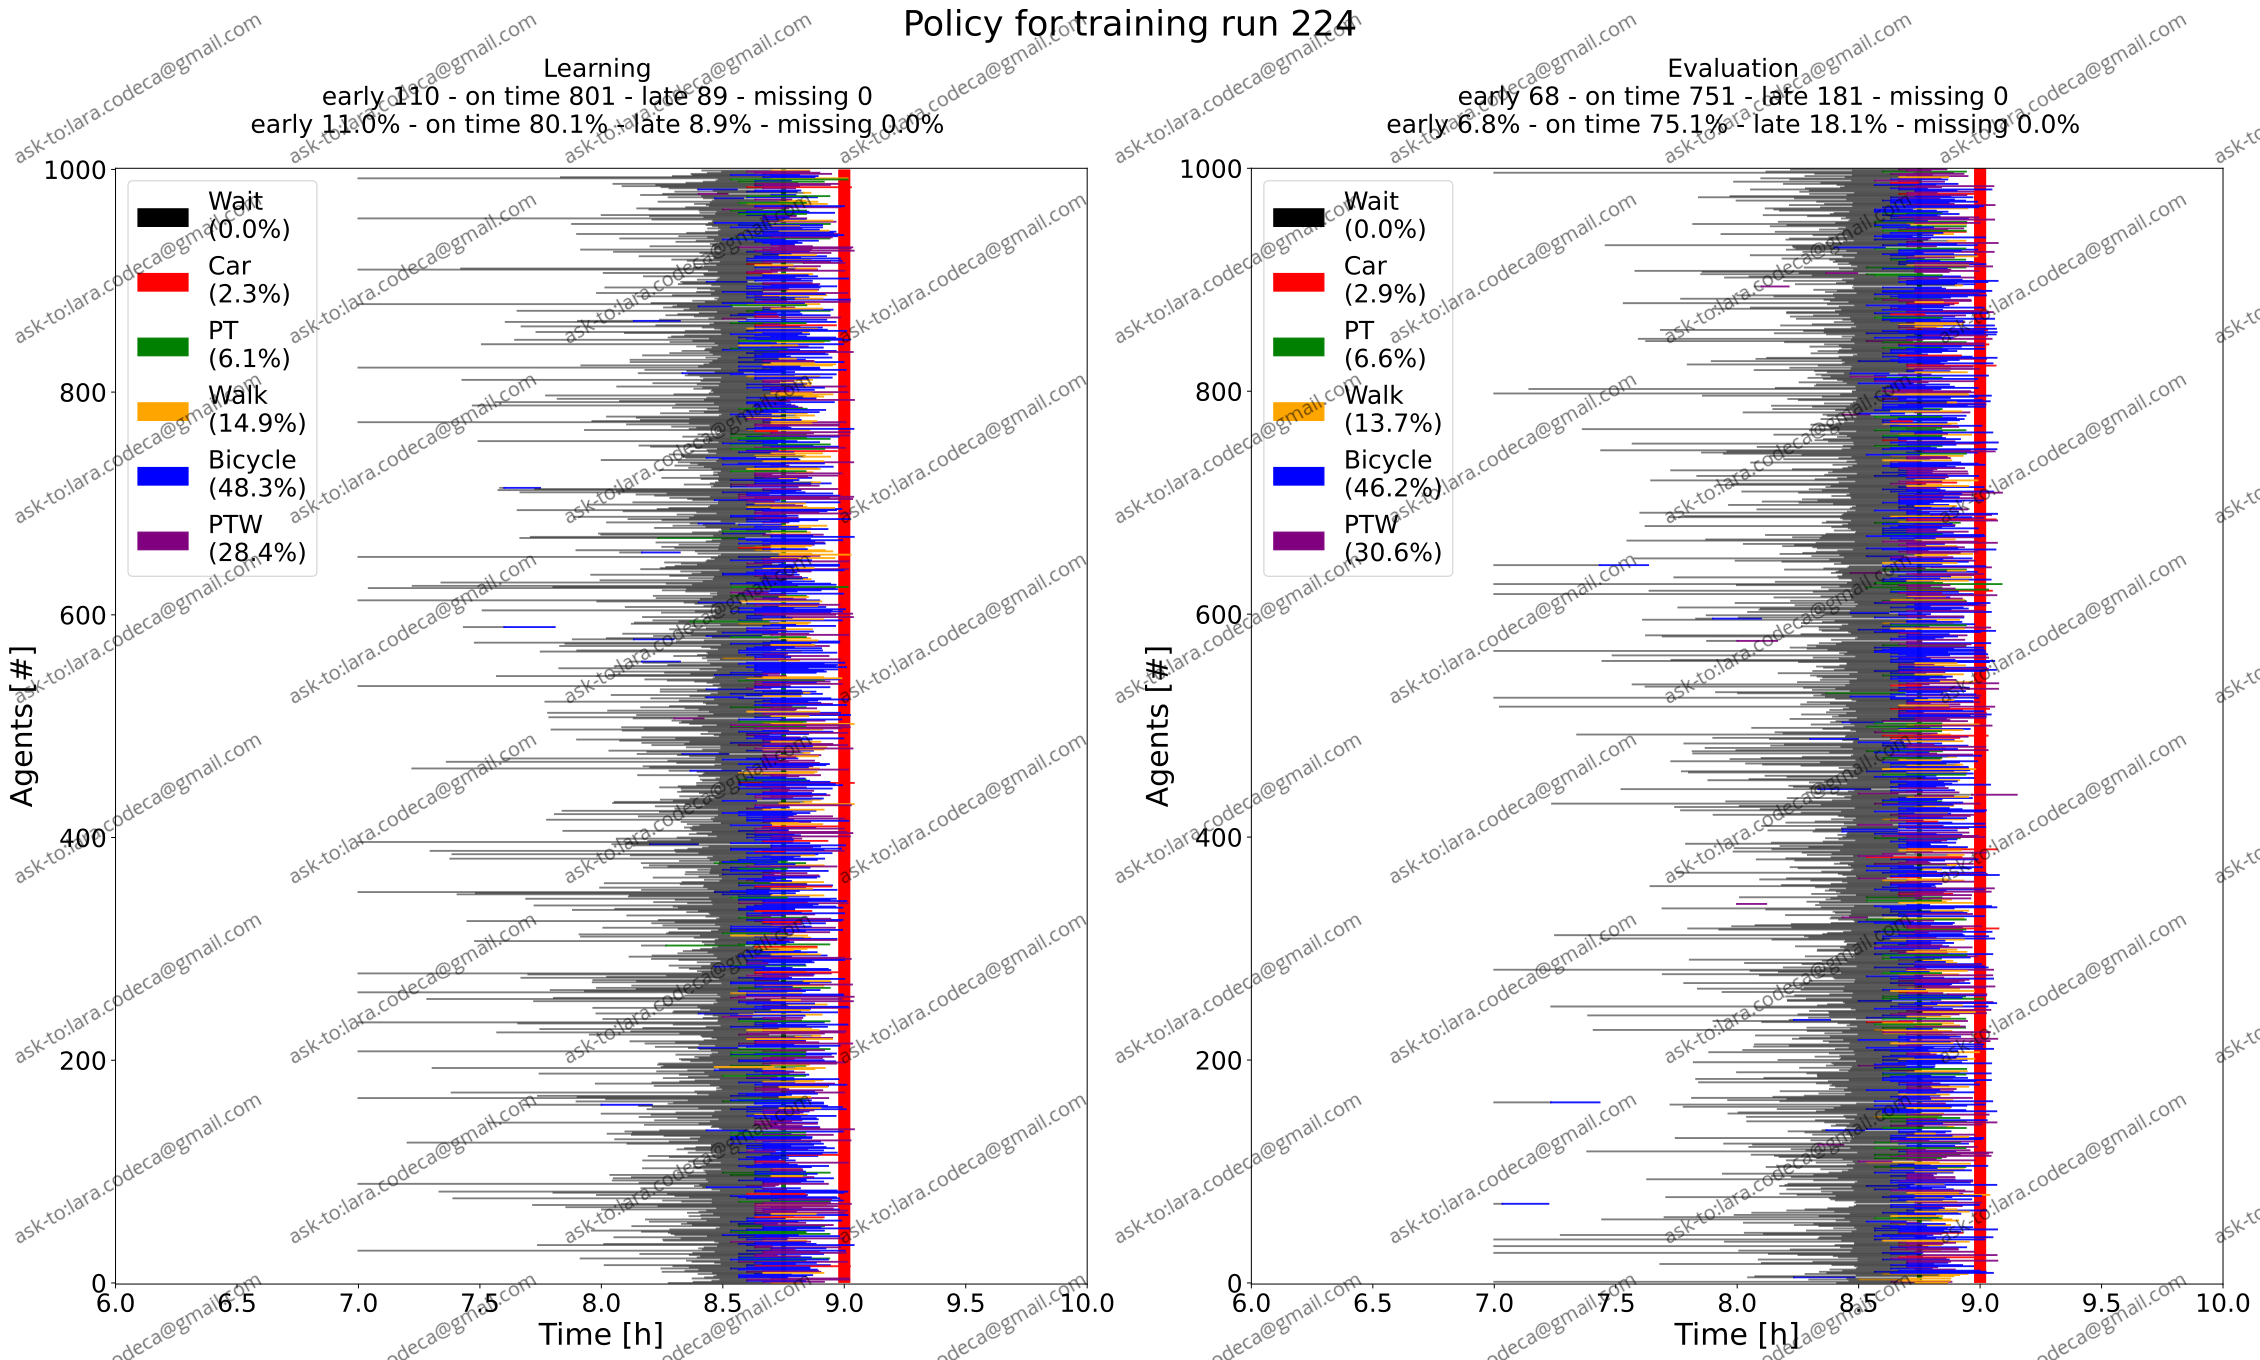 Policy for training run 224
Learning
early 110 - on time 801 - late 89 - missing 0
early 11.0% - on time 80.1% - late 8.9% - missing 0.0%
1000
800
600
400
200
0
Agents [#]
Wait
(0.0%)
Car
(2.3%)
PT
(6.1%)
Walk
(14.9%)
Bicycle
(48.3%)
PTW
(28.4%)
6.0 6.5 7.0 7.5 8.0 8.5 9.0 9.5 10.0
Time [h]
Evaluation
early 68 - on time 751 - late 181 - missing 0
early 6.8% - on time 75.1% - late 18.1% - missing 0.0%
1000
800
600
400
200
0
Agents [#]
Wait
(0.0%)
Car
(2.9%)
PT
(6.6%)
Walk
(13.7%)
Bicycle
(46.2%)
PTW
(30.6%)
6.0 6.5 7.0 7.5 8.0 8.5 9.0 9.5 10.0
Time [h]
ask-to:lara.codeca@gmail.com